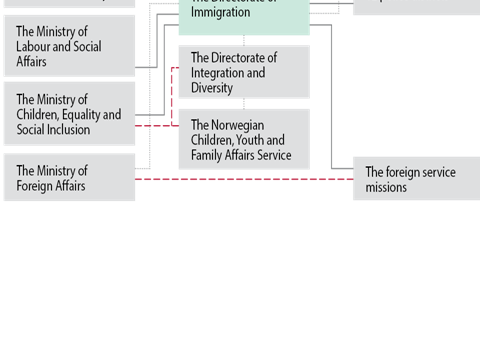 The Directorate of
Immigration
The Ministry of
Labour and Social
Affairs
The Directorate of
Integration and
Diversity
The Ministry of
Children, Equality and
Social Inclusion
The Norwegian
Children, Youth and
Family Affairs Service
The Ministry of
Foreign Affairs
The foreign service
missions